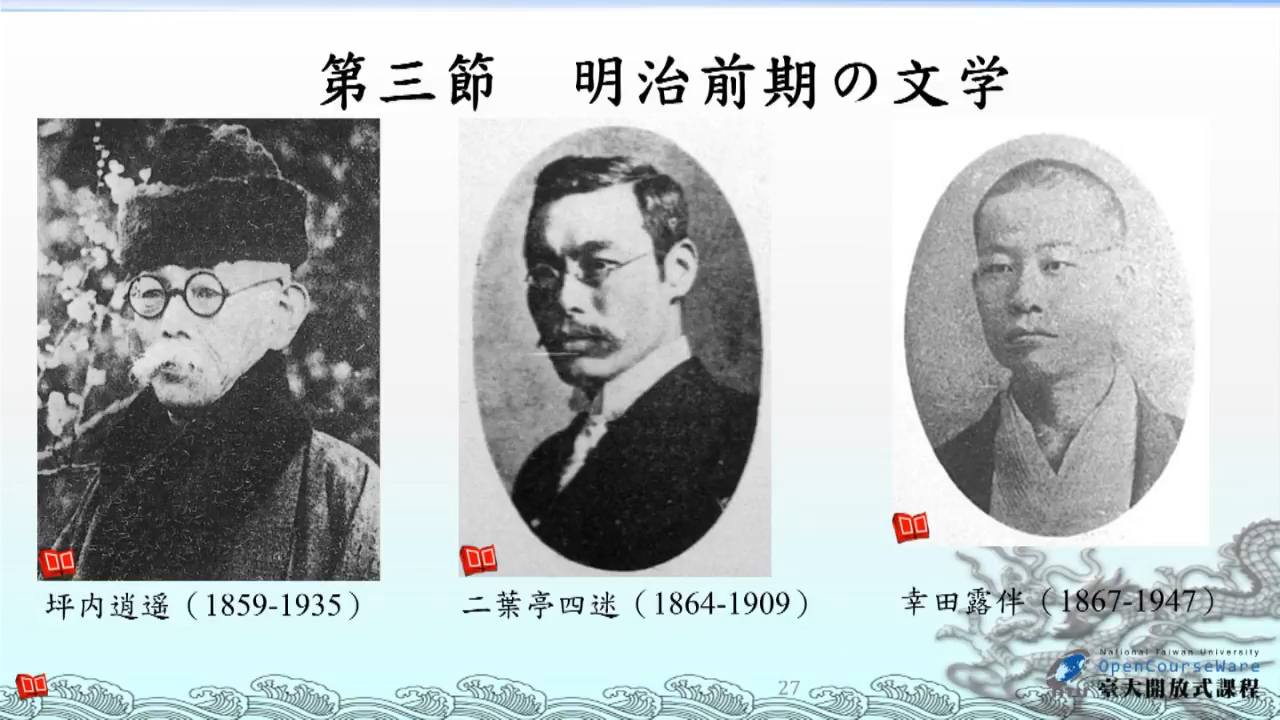 第三節　明治前期の文学
坪内逍遥（1859-1935）
二葉亭四迷（1864-1909）
幸田露伴（1867-1947）
27
National Taiwan University
OpenCourseWare
臺大開放式課程